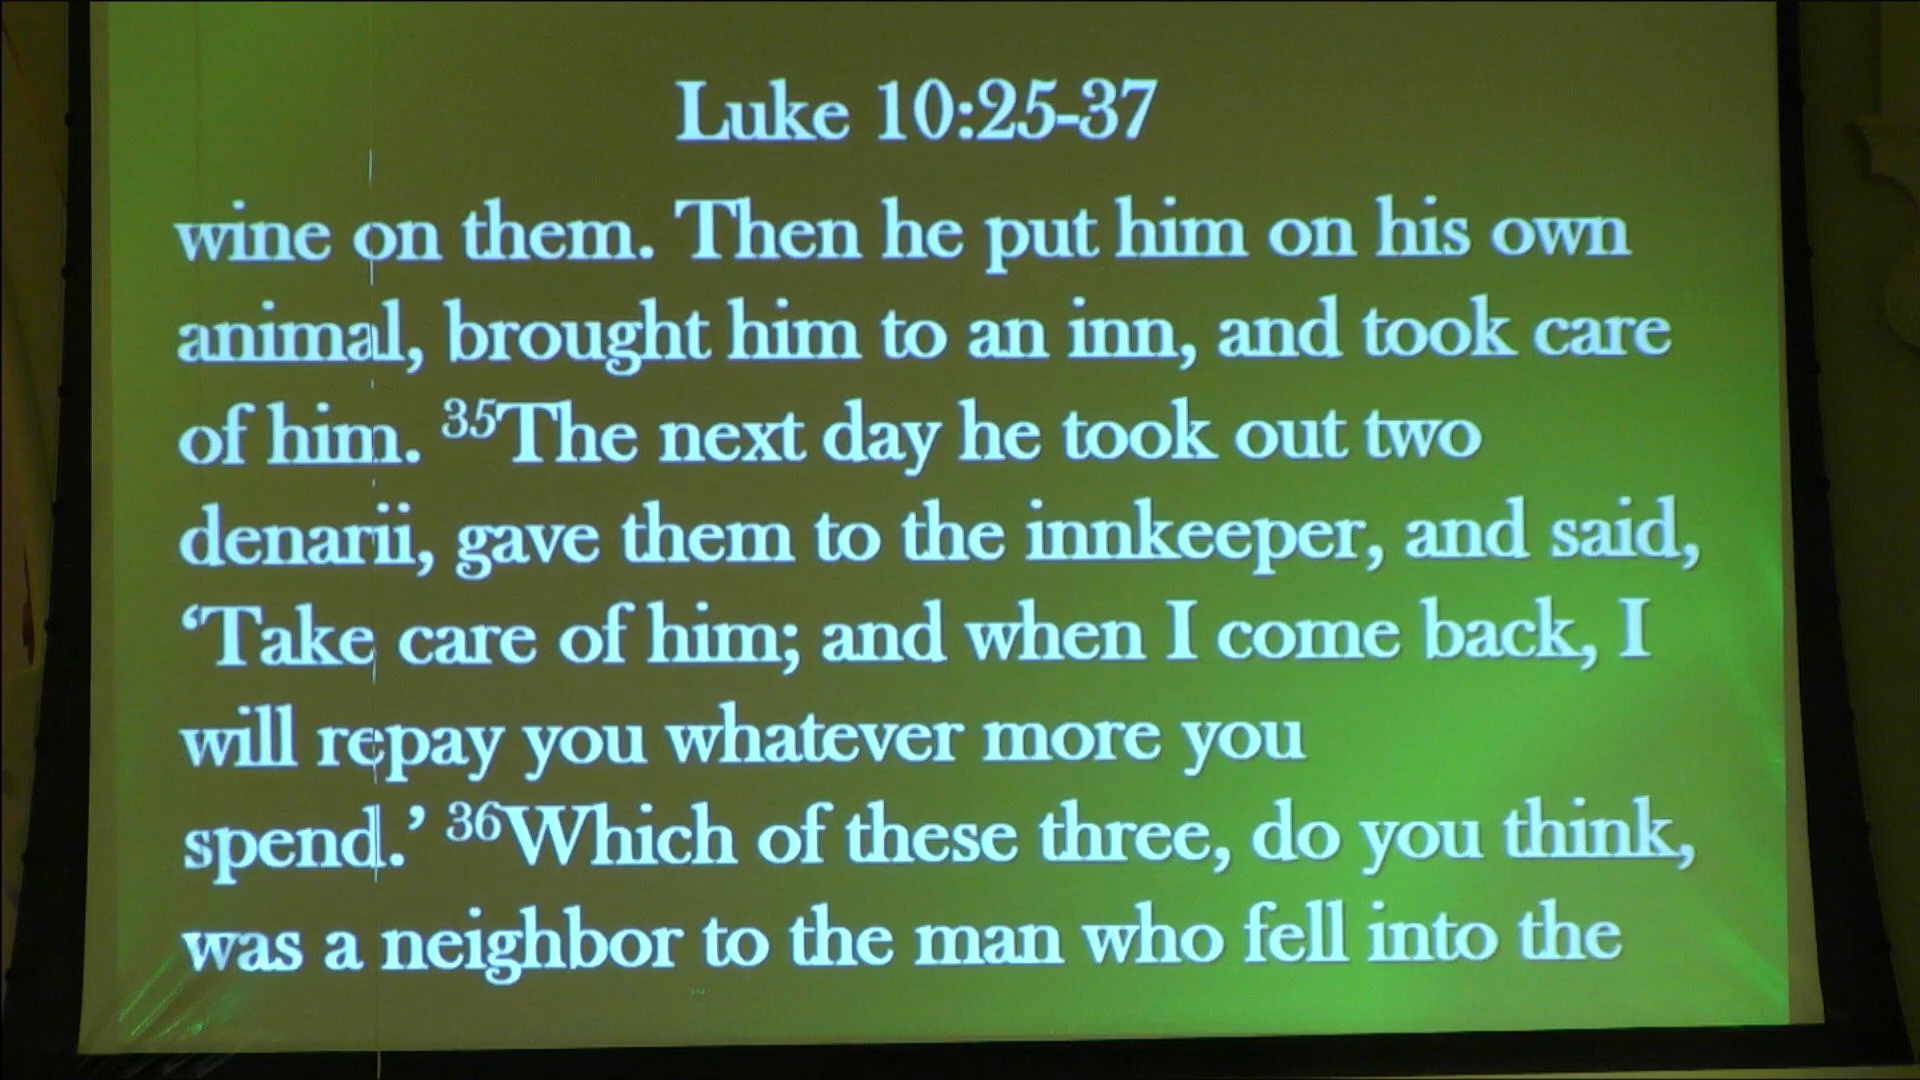 Luke 10:25-37
wine on them. Then he put him on his own
animal, brought him to an inn, and took care
of him. 35The next day he took out two
denarii, gave them to the innkeeper, and said,
‘Take care of him; and when I come back, I
will repay you whatever more you
spend.’ 36Which of these three, do you think,
was a neighbor to the man who fell into the